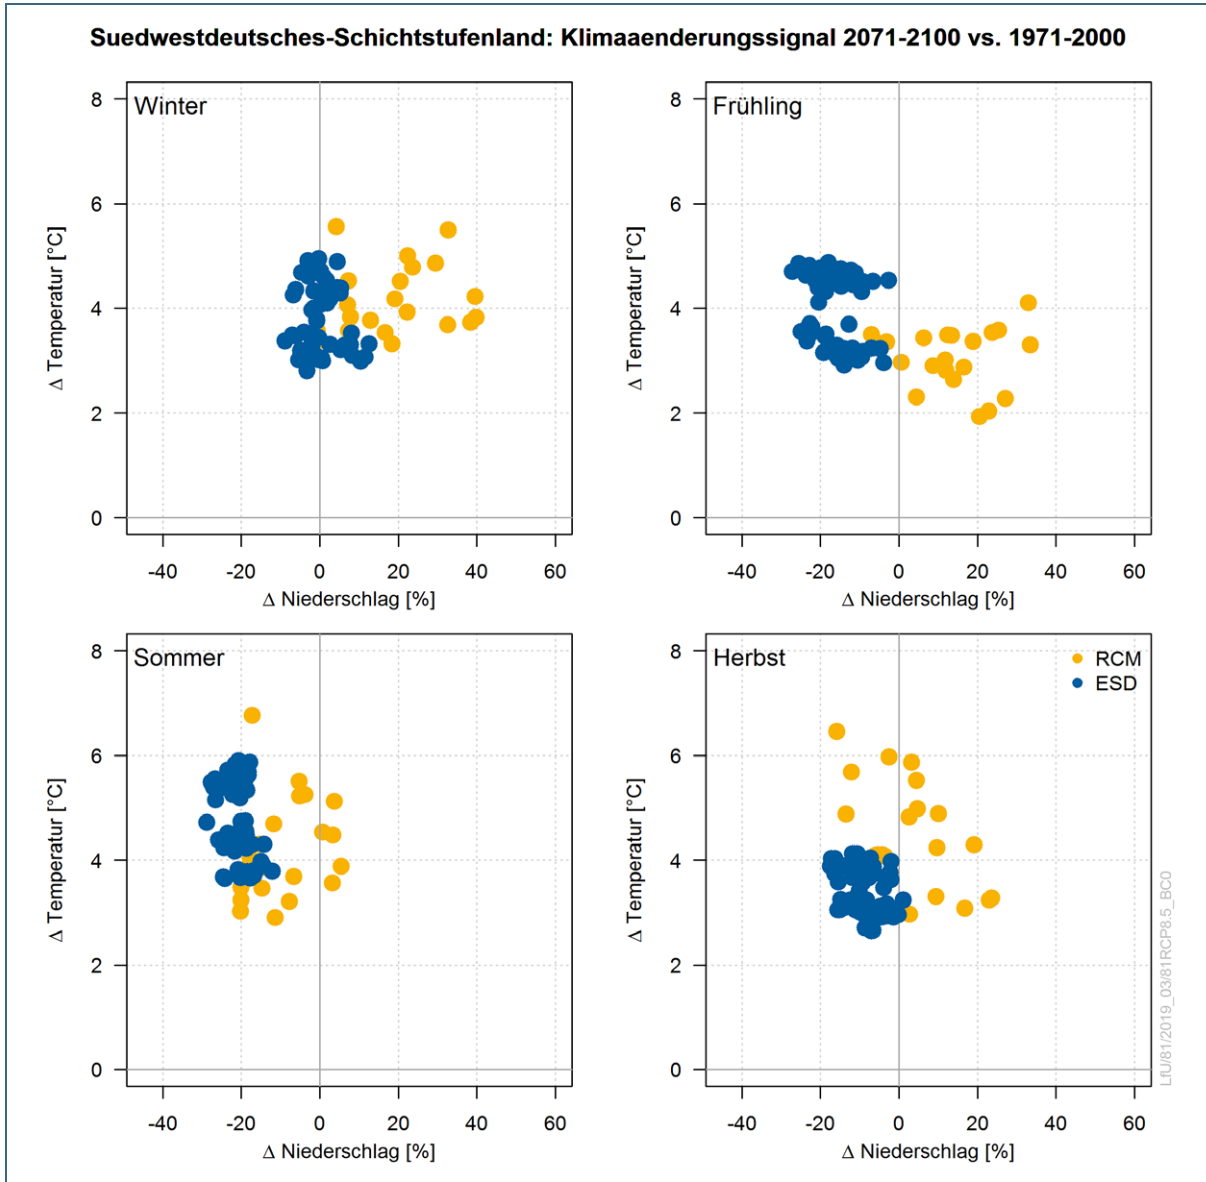 Suedwestdeutsches-Schichtstufenland: Klimaaenderungssignal 2071-2100 vs. 1971-2000
Winter
8
6
4
2
0
Δ Temperatur [°C]
-40 -20 0 20 40 60
Δ Niederschlag [%]
Frühling
8
6
4
2
0
Δ Temperatur [°C]
-40 -20 0 20 40 60
Δ Niederschlag [%]
Sommer
8
6
4
2
0
Δ Temperatur [°C]
-40 -20 0 20 40 60
Δ Niederschlag [%]
Herbst
RCM
ESD
8
6
4
2
0
Δ Temperatur [°C]
-40 -20 0 20 40 60
Δ Niederschlag [%]
LfU/81/2019_03/81RCP8.5_BC0